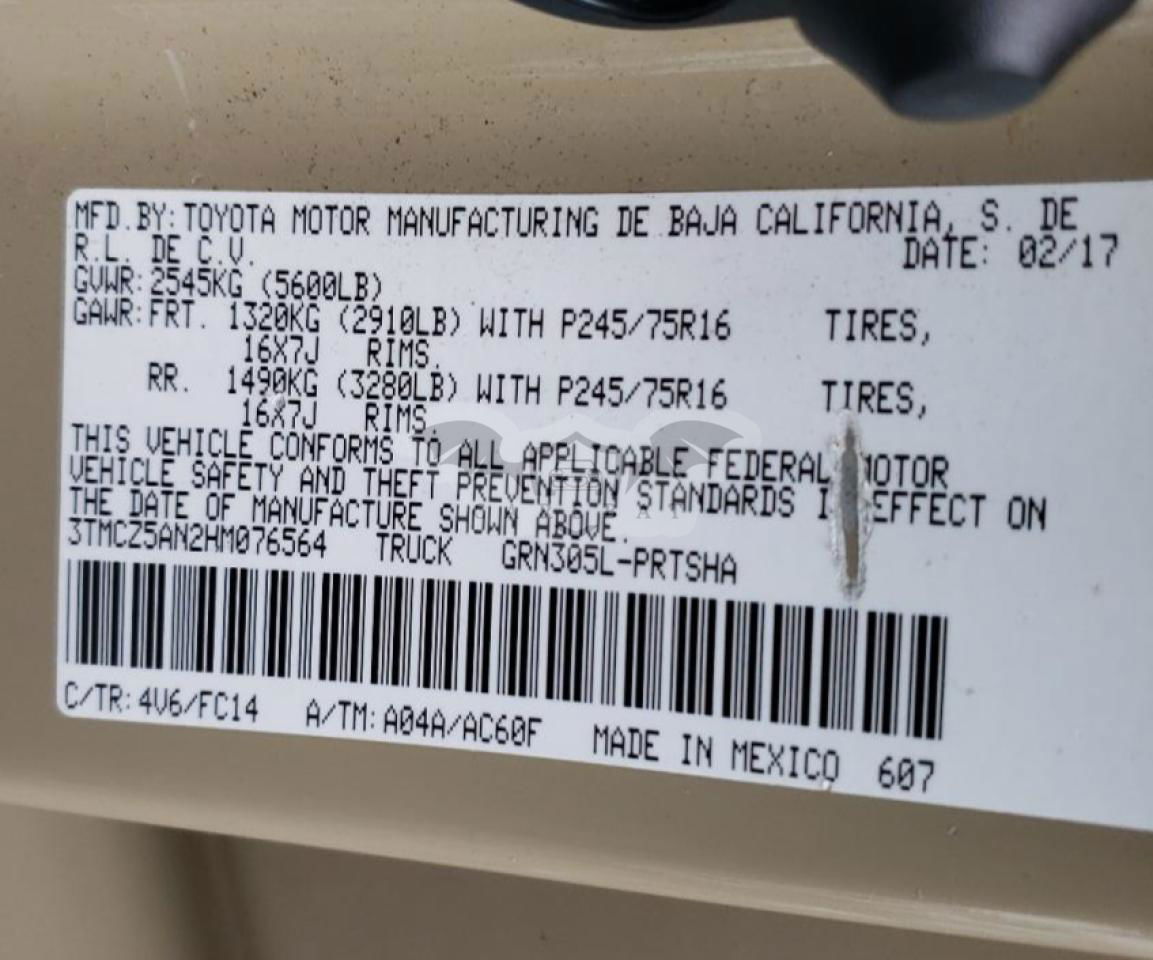 MFD.BY:TOYOTA MOTOR MANUFACTURING DE BAJA CALIFORNIA, S. DE
R.L. DE C.V. DATE: 02/17
GVWR:2545KG (5600LB)
GAWR:FRT. 1320KG (2910LB) WITH P245/75R16 TIRES,
16X7J RIMS.
RR. 1490KG (3280LB) WITH P245/75R16 TIRES,
16X7J RIMS.
THIS VEHICLE CONFORMS TO ALL APPLICABLE FEDERAL MOTOR
VEHICLE SAFETY AND THEFT PREVENTION STANDARDS IN EFFECT ON
THE DATE OF MANUFACTURE SHOWN ABOVE.
3TMCZ5AN2HM076564 TRUCK GRN305L-PRTSHA
C/TR:4V6/FC14 A/TM:A04A/AC60F MADE IN MEXICO 607